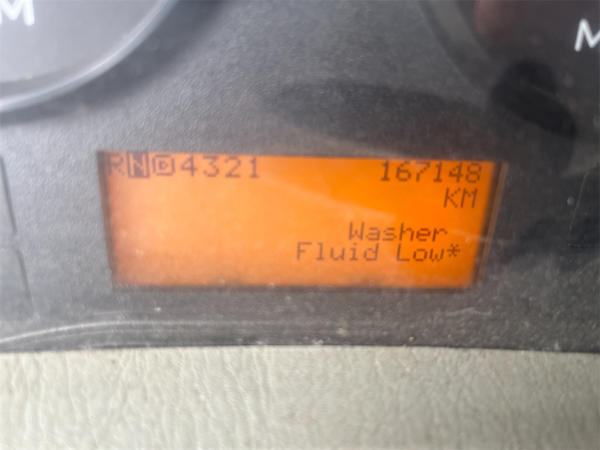 M
M
RND4321 167148
KM
Washer
Fluid Low*